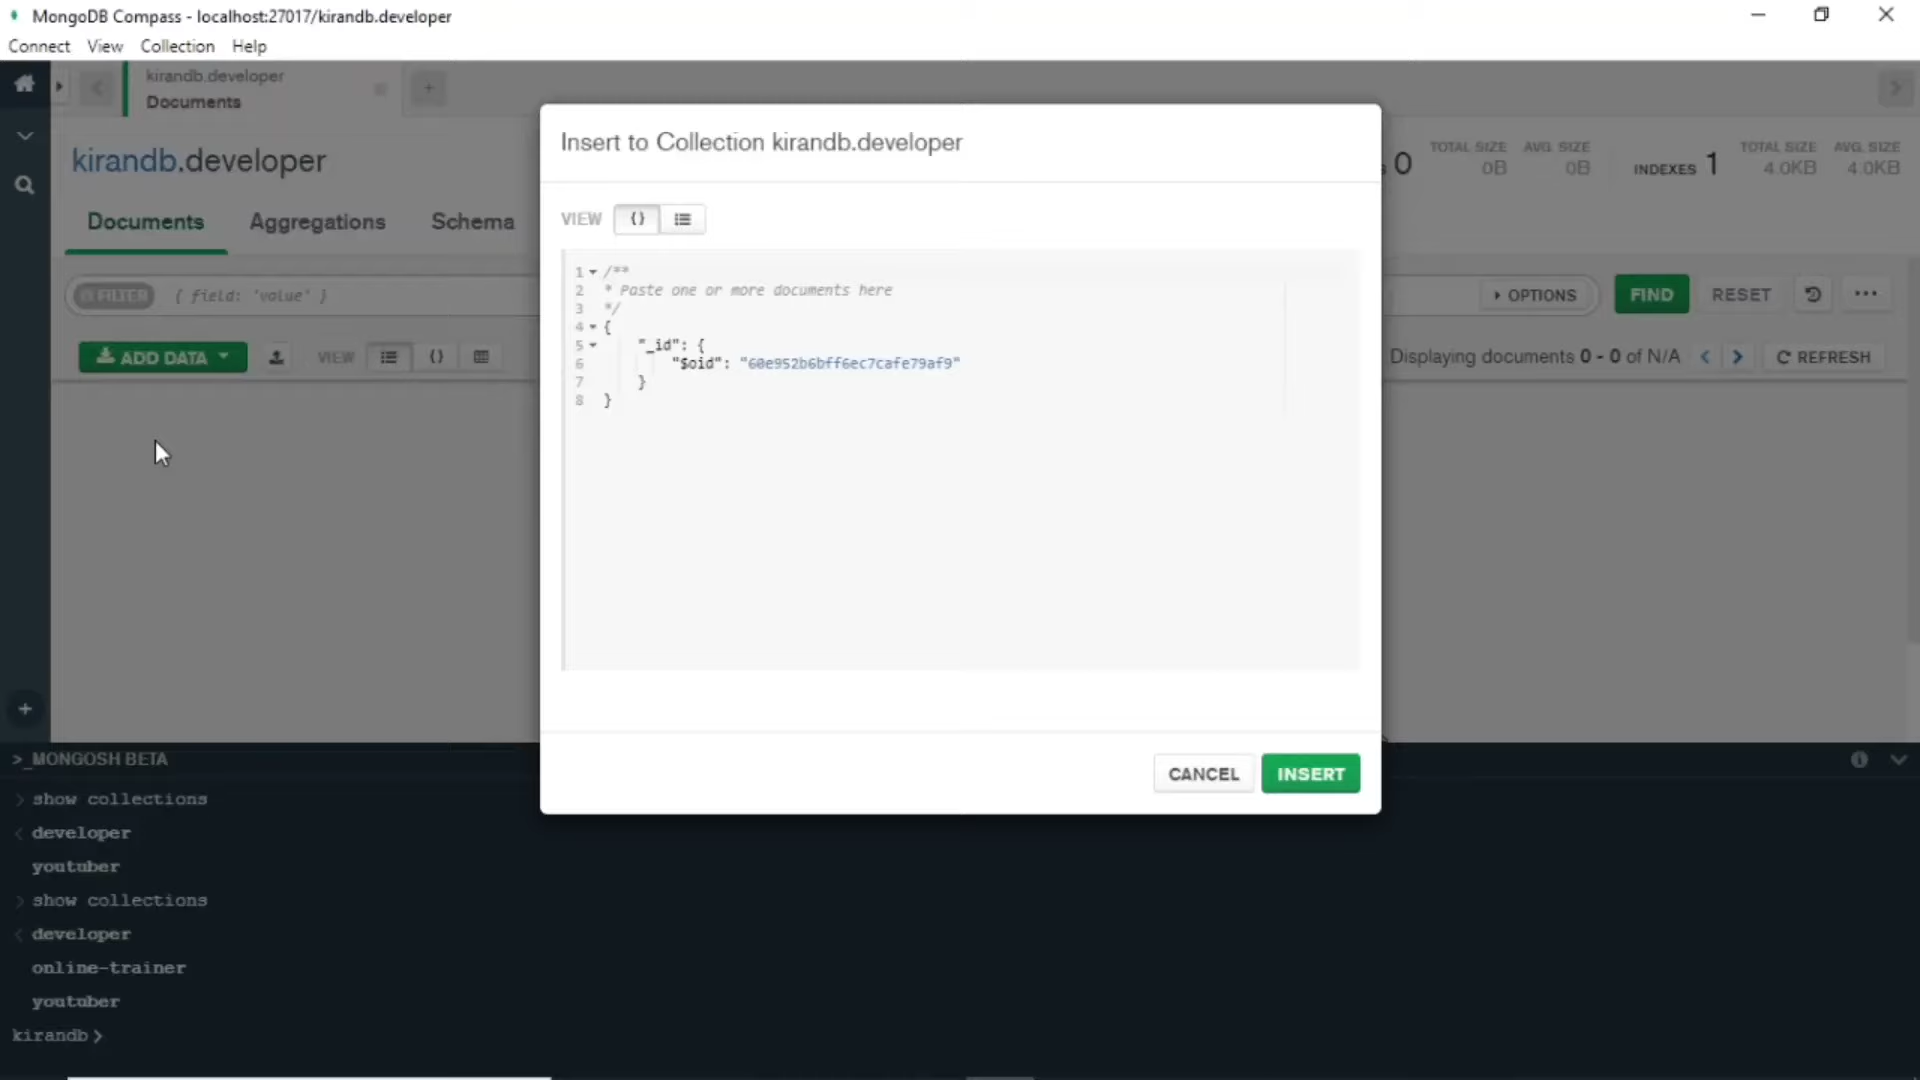 MongoDB Compass - localhost:27017/kirandb.developer
Connect View Collection Help
kirandb.developer
Documents
kirandb.developer
Documents Aggregations Schema
0
TOTAL SIZE 0B
AVG. SIZE 0B
INDEXES 1
TOTAL SIZE 4.0KB
AVG. SIZE 4.0KB
FILTER { field: 'value' }
OPTIONS FIND RESET ...
ADD DATA VIEW {}
Displaying documents 0 - 0 of N/A < > REFRESH
Insert to Collection kirandb.developer
VIEW {}
1 /**
2 * Paste one or more documents here
3 */
4 {
5 "_id": {
6 "$oid": "60e952b6bff6ec7cafe79af9"
7 }
8 }
CANCEL INSERT
>_MONGOSH BETA
> show collections
< developer
youtuber
> show collections
< developer
online-trainer
youtuber
kirandb>